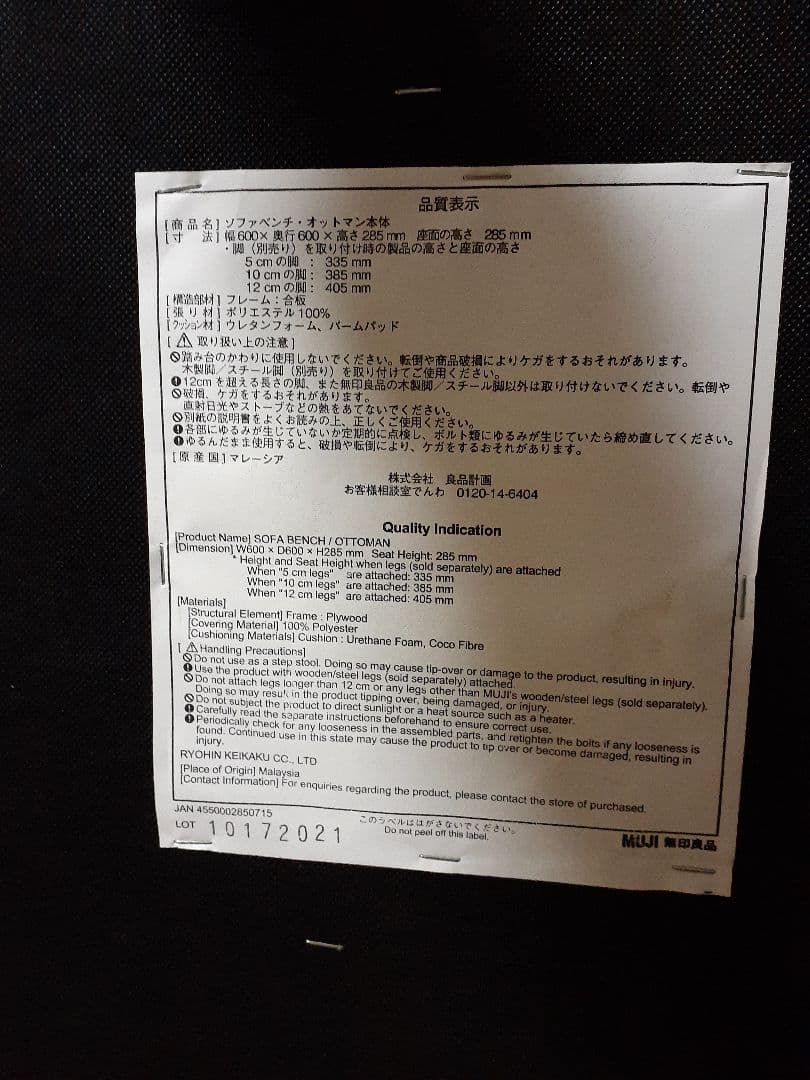 品質表示
[商品名] ソファベンチ・オットマン本体
[寸　法] 幅600×奥行600×高さ285mm　座面の高さ　285mm
・脚（別売り）を取り付け時の製品の高さと座面の高さ
5cmの脚　：　335mm
10cmの脚：　385mm
12cmの脚：　405mm
[構造部材] フレーム：合板
[張り材] ポリエステル100%
[クッション材] ウレタンフォーム、パームパッド
[⚠取り扱い上の注意]
踏み台のかわりに使用しないでください。転倒や商品破損によりケガをするおそれがあります。
木製脚／スチール脚（別売り）を取り付けてご使用ください。
12cmを超える長さの脚、また無印良品の木製脚／スチール脚以外は取り付けないでください。転倒や
破損、ケガをするおそれがあります。
直射日光やストーブなどの熱をあてないでください。
別紙の説明書をよくお読みの上、正しくご使用ください。
各部にゆるみが生じていないか定期的に点検し、ボルト類にゆるみが生じていたら締め直してください。
ゆるんだまま使用すると、破損や転倒により、ケガをするおそれがあります。
[原産国] マレーシア
株式会社　良品計画
お客様相談室でんわ　0120-14-6404
Quality Indication
[Product Name] SOFA BENCH / OTTOMAN
[Dimension] W600 × D600 × H285 mm Seat Height: 285 mm
* Height and Seat Height when legs (sold separately) are attached
When "5 cm legs" are attached: 335 mm
When "10 cm legs" are attached: 385 mm
When "12 cm legs" are attached: 405 mm
[Materials]
[Structural Element] Frame : Plywood
[Covering Material] 100% Polyester
[Cushioning Materials] Cushion : Urethane Foam, Coco Fibre
[⚠Handling Precautions]
Do not use as a step stool. Doing so may cause tip-over or damage to the product, resulting in injury.
Use the product with wooden/steel legs (sold separately) attached.
Do not attach legs longer than 12 cm or any legs other than MUJI's wooden/steel legs (sold separately).
Doing so may result in the product tipping over, being damaged, or injury.
Do not subject the product to direct sunlight or a heat source such as a heater.
Carefully read the separate instructions beforehand to ensure correct use.
Periodically check for any looseness in the assembled parts, and retighten the bolts if any looseness is
found. Continued use in this state may cause the product to tip over or become damaged, resulting in
injury.
RYOHIN KEIKAKU CC., LTD
[Place of Origin] Malaysia
[Contact Information] For enquiries regarding the product, please contact the store of purchased.
JAN 4550002850715
LOT 10172021
このラベルははがさないでください。
Do not peel off this label.
MUJI 無印良品